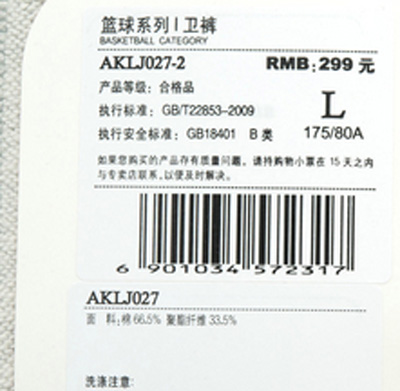 篮球系列 | 卫裤
BASKETBALL CATEGORY
AKLJ027-2 RMB:299 元
产品等级: 合格品
执行标准: GB/T22853-2009
L
执行安全标准: GB18401 B 类 175/80A
如果您购买的产品存有质量问题, 请持购物小票在 15 天之内
与专卖店联系, 以便及时解决。
6 901034 572317
AKLJ027
面 料:棉 66.5% 聚酯纤维 33.5%
洗涤注意: